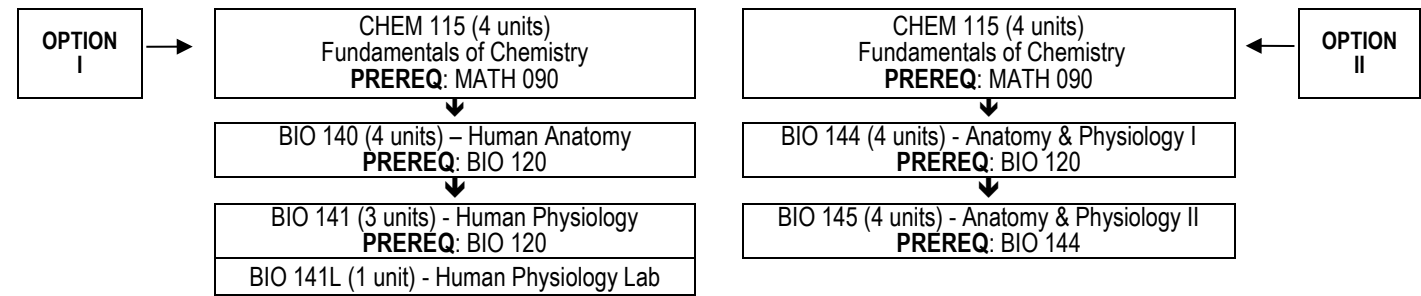 OPTION
I
CHEM 115 (4 units)
Fundamentals of Chemistry
PREREQ: MATH 090
BIO 140 (4 units) – Human Anatomy
PREREQ: BIO 120
BIO 141 (3 units) - Human Physiology
PREREQ: BIO 120
BIO 141L (1 unit) - Human Physiology Lab
CHEM 115 (4 units)
Fundamentals of Chemistry
PREREQ: MATH 090
BIO 144 (4 units) - Anatomy & Physiology I
PREREQ: BIO 120
BIO 145 (4 units) - Anatomy & Physiology II
PREREQ: BIO 144
OPTION
II